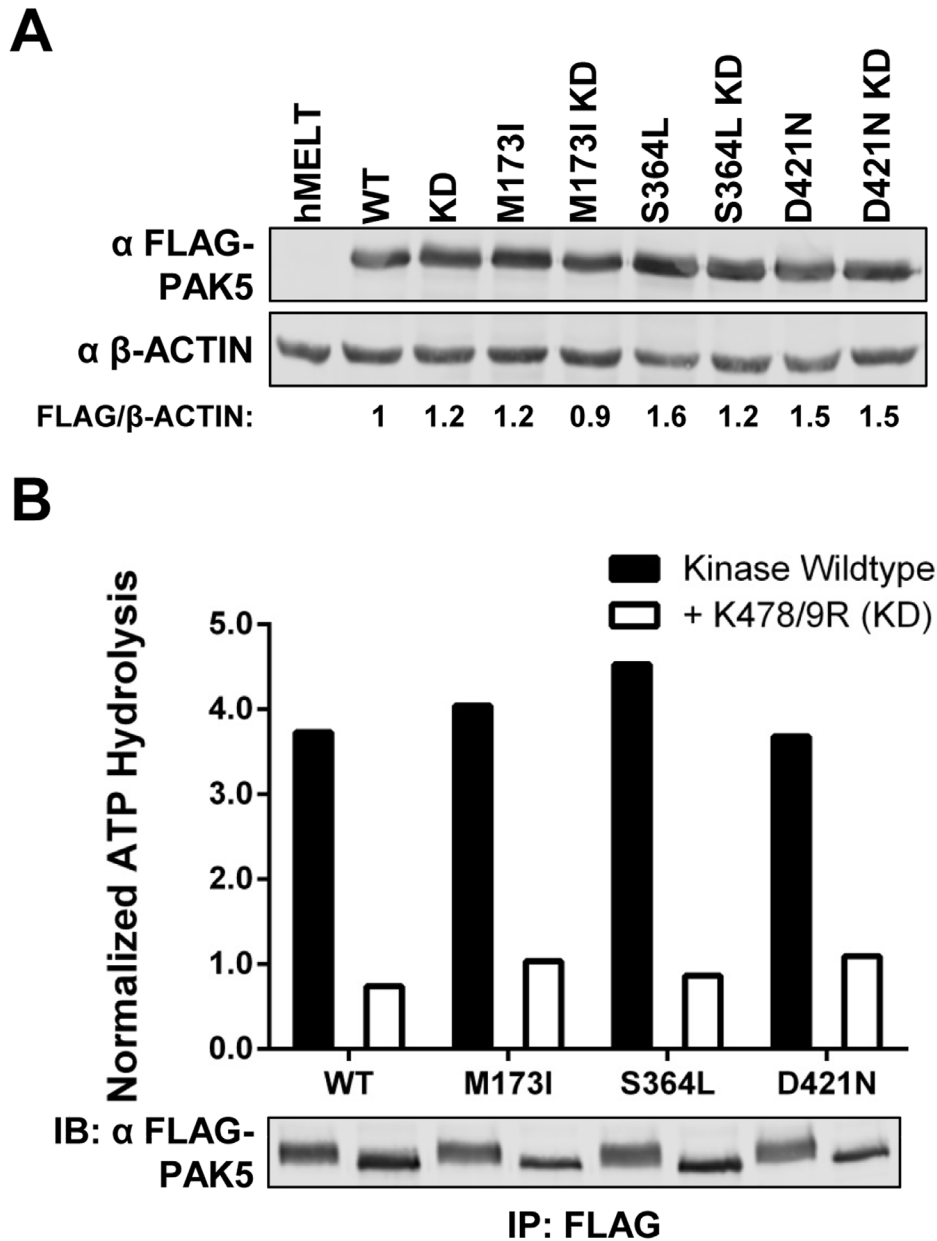 A
hMELT WT KD M173I M173I KD S364L S364L KD D421N D421N KD
α FLAG-
PAK5
α β-ACTIN
FLAG/β-ACTIN: 1 1.2 1.2 0.9 1.6 1.2 1.5 1.5
B
Kinase Wildtype
+ K478/9R (KD)
Normalized ATP Hydrolysis
5.0
4.0
3.0
2.0
1.0
0.0
WT M173I S364L D421N
IB: α FLAG-
PAK5
IP: FLAG